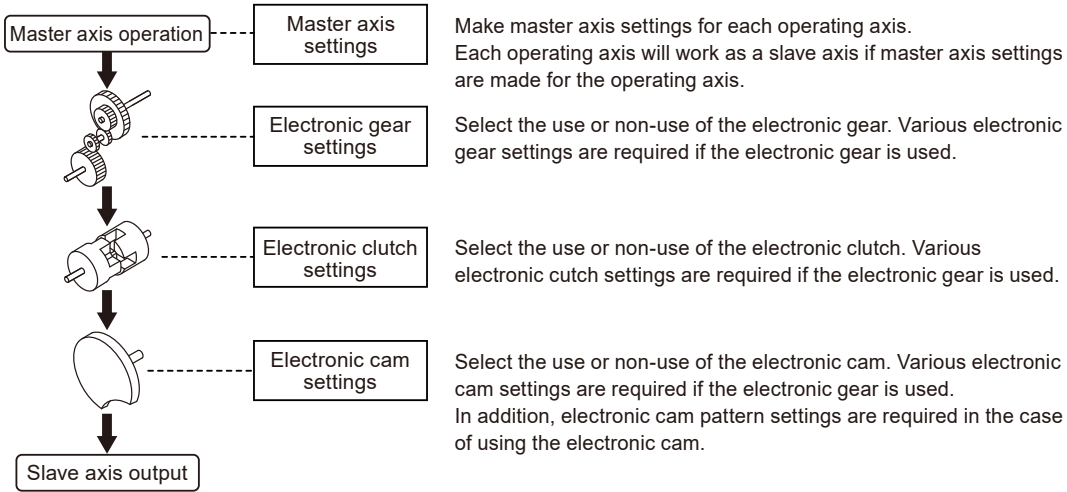 Master axis operation
Master axis
settings
Make master axis settings for each operating axis.
Each operating axis will work as a slave axis if master axis settings
are made for the operating axis.
Electronic gear
settings
Select the use or non-use of the electronic gear. Various electronic
gear settings are required if the electronic gear is used.
Electronic clutch
settings
Select the use or non-use of the electronic clutch. Various
electronic cutch settings are required if the electronic gear is used.
Electronic cam
settings
Select the use or non-use of the electronic cam. Various electronic
cam settings are required if the electronic gear is used.
In addition, electronic cam pattern settings are required in the case
of using the electronic cam.
Slave axis output